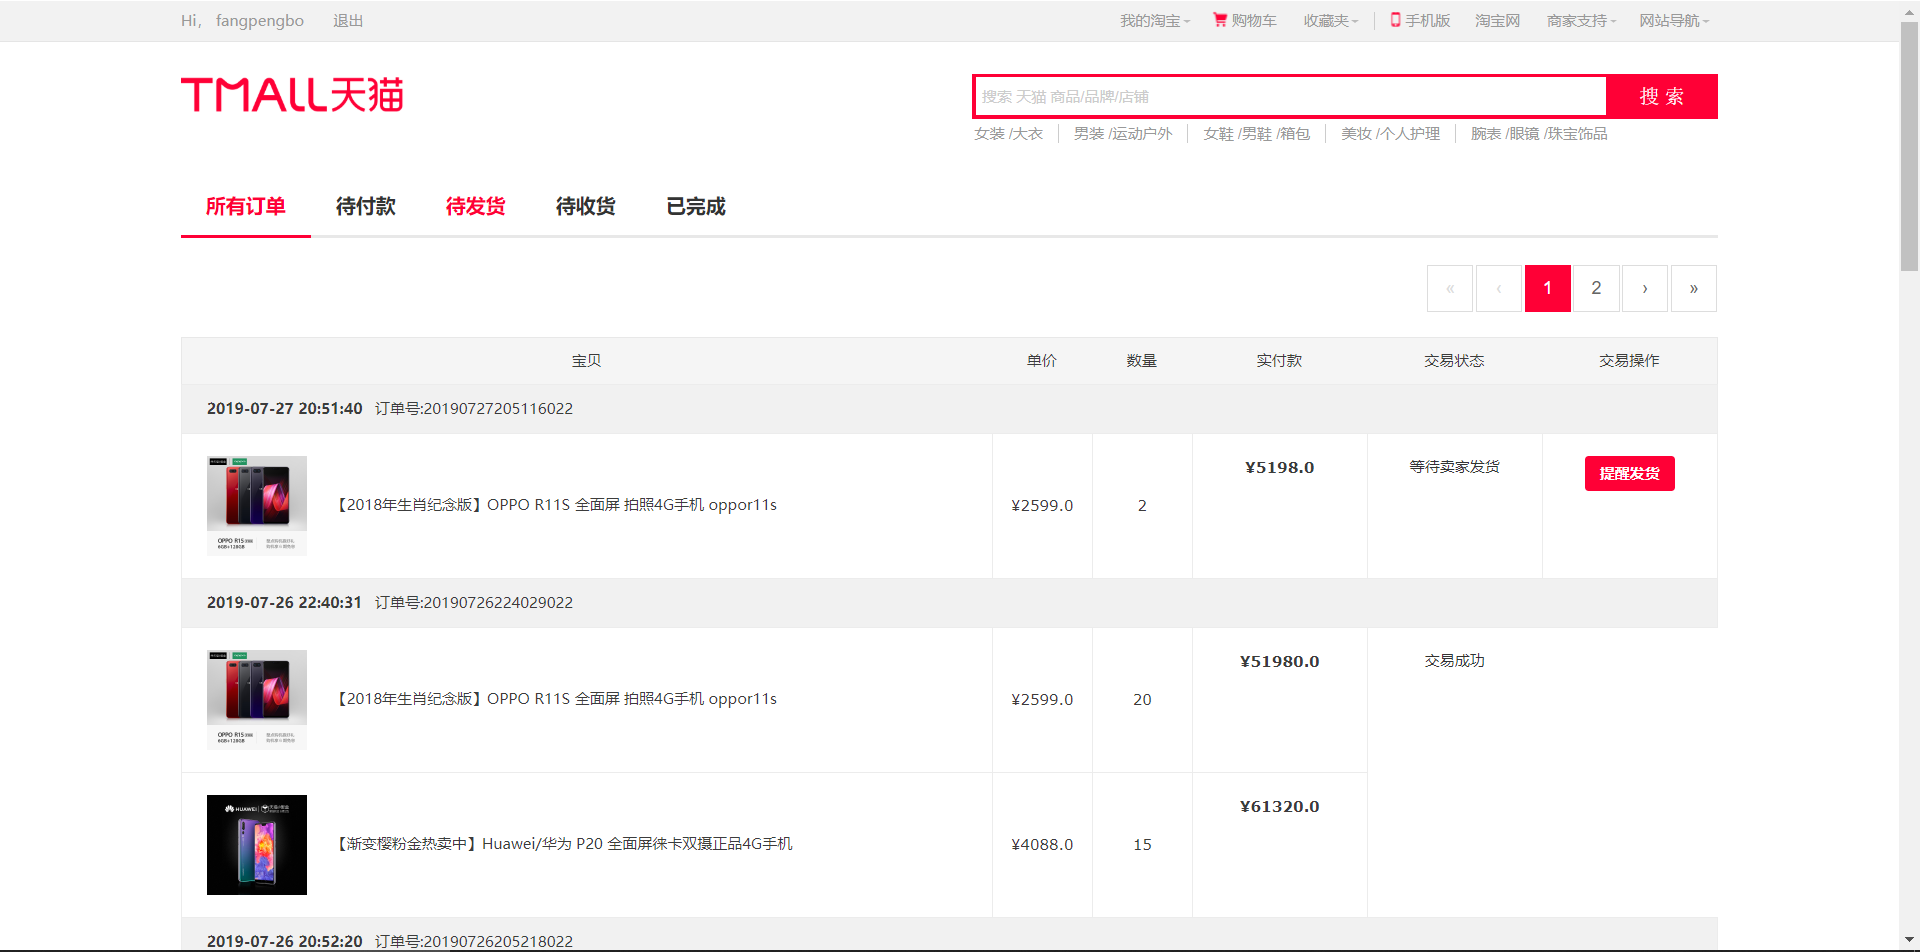 Hi, fangpengbo 退出 我的淘宝 购物车 收藏夹 手机版 淘宝网 商家支持 网站导航
TMALL天猫
搜索 天猫 商品/品牌/店铺 搜 索
女装 /大衣 男装 /运动户外 女鞋 /男鞋 /箱包 美妆 /个人护理 腕表 /眼镜 /珠宝饰品
所有订单 待付款 待发货 待收货 已完成
« ‹ 1 2 › »
宝贝 单价 数量 实付款 交易状态 交易操作
2019-07-27 20:51:40 订单号:20190727205116022
【2018年生肖纪念版】OPPO R11S 全面屏 拍照4G手机 oppor11s ¥2599.0 2 ¥5198.0 等待卖家发货 提醒发货
OPPO R15
6GB+128GB
2019-07-26 22:40:31 订单号:20190726224029022
【2018年生肖纪念版】OPPO R11S 全面屏 拍照4G手机 oppor11s ¥2599.0 20 ¥51980.0 交易成功
OPPO R15
6GB+128GB
HUAWEI
【渐变樱粉金热卖中】Huawei/华为 P20 全面屏徕卡双摄正品4G手机 ¥4088.0 15 ¥61320.0
2019-07-26 20:52:20 订单号:20190726205218022